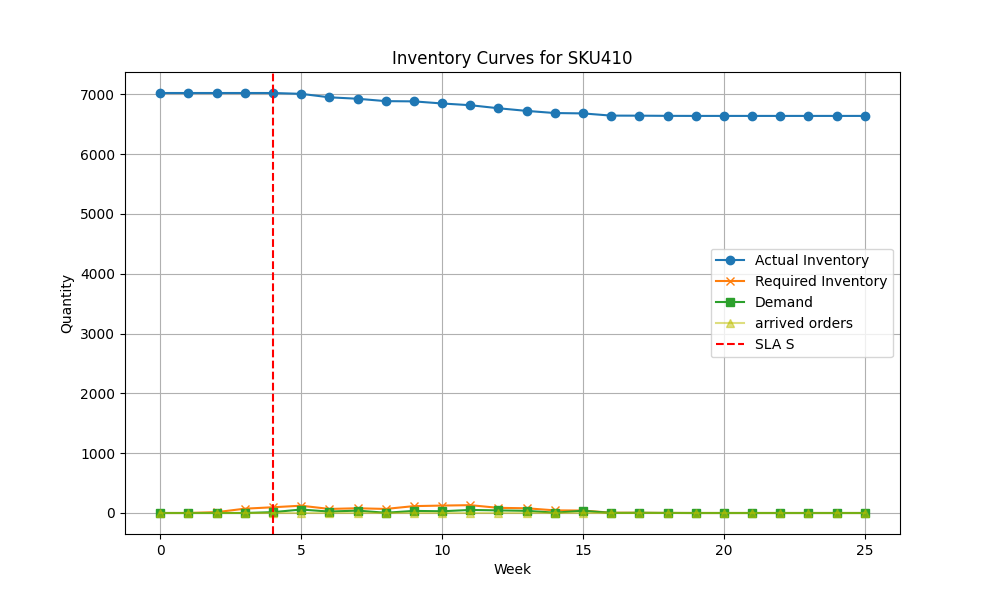 Inventory Curves for SKU410
7000
6000
5000
4000
3000
2000
1000
0
Quantity
Actual Inventory
Required Inventory
Demand
arrived orders
SLA S
0 5 10 15 20 25
Week